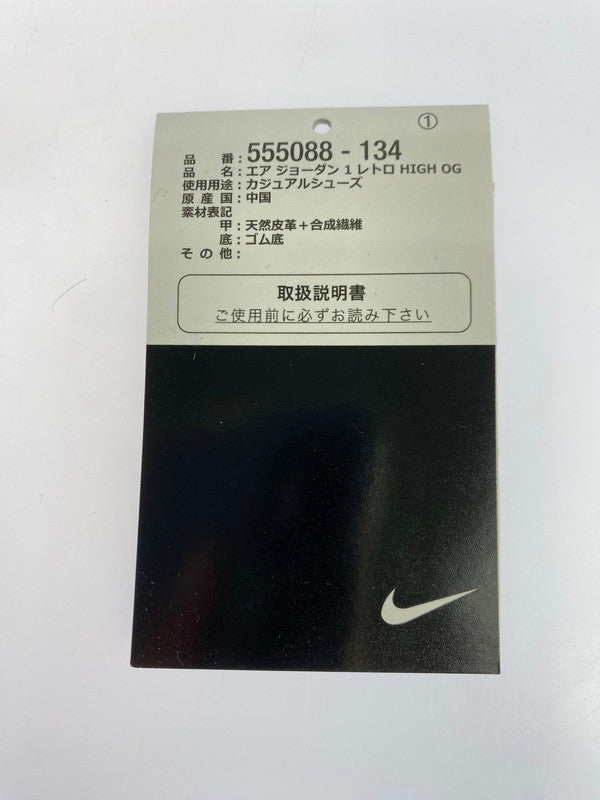 ①
品 番：555088 - 134
品 名：エア ジョーダン 1 レトロ HIGH OG
使用用途：カジュアルシューズ
原 産 国：中国
素材表記
甲：天然皮革＋合成繊維
底：ゴム底
そ の 他：
取扱説明書
ご使用前に必ずお読み下さい